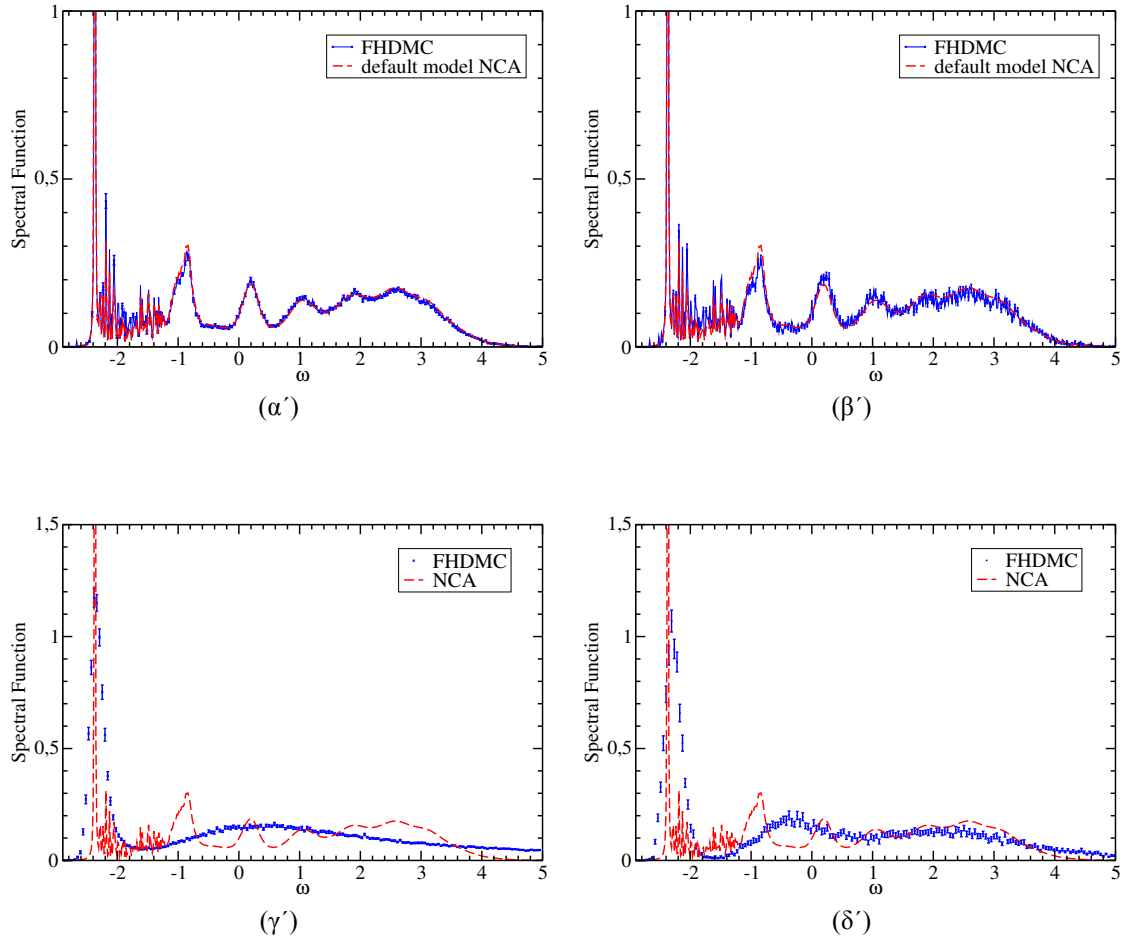 1
0,5
0
Spectral Function
FHDMC
default model NCA
-2 -1 0 1 2 3 4 5
ω
(α΄)
1
0,5
0
Spectral Function
FHDMC
default model NCA
-2 -1 0 1 2 3 4 5
ω
(β΄)
1,5
1
0,5
0
Spectral Function
FHDMC
NCA
-2 -1 0 1 2 3 4 5
ω
(γ΄)
1,5
1
0,5
0
Spectral Function
FHDMC
NCA
-2 -1 0 1 2 3 4 5
ω
(δ΄)